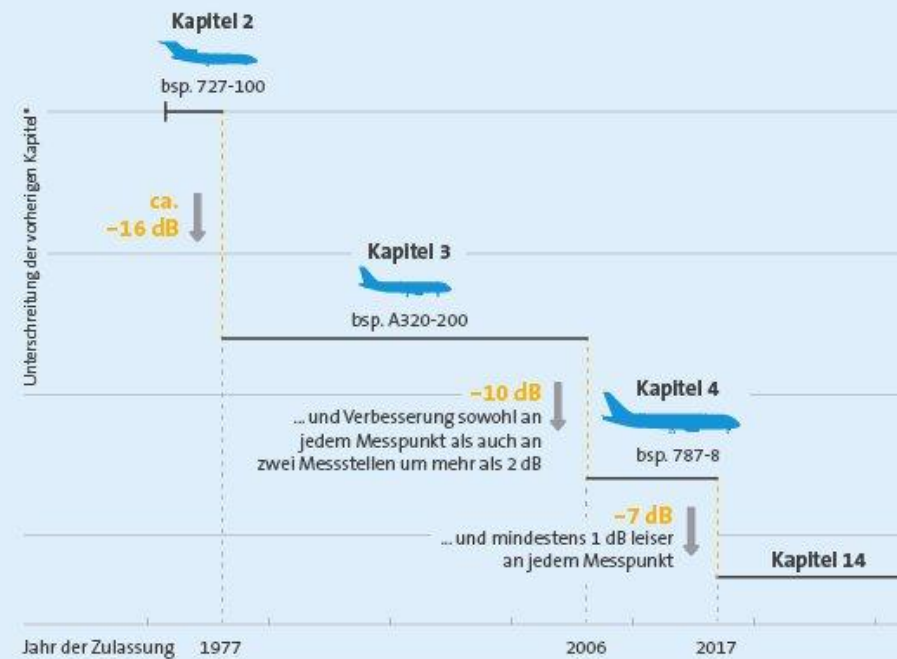 Kapitel 2
bsp. 727-100
Unterschreitung der vorherigen Kapitel*
ca.
–16 dB
Kapitel 3
bsp. A320-200
–10 dB
... und Verbesserung sowohl an
jedem Messpunkt als auch an
zwei Messstellen um mehr als 2 dB
Kapitel 4
bsp. 787-8
–7 dB
... und mindestens 1 dB leiser
an jedem Messpunkt
Kapitel 14
Jahr der Zulassung 1977 2006 2017